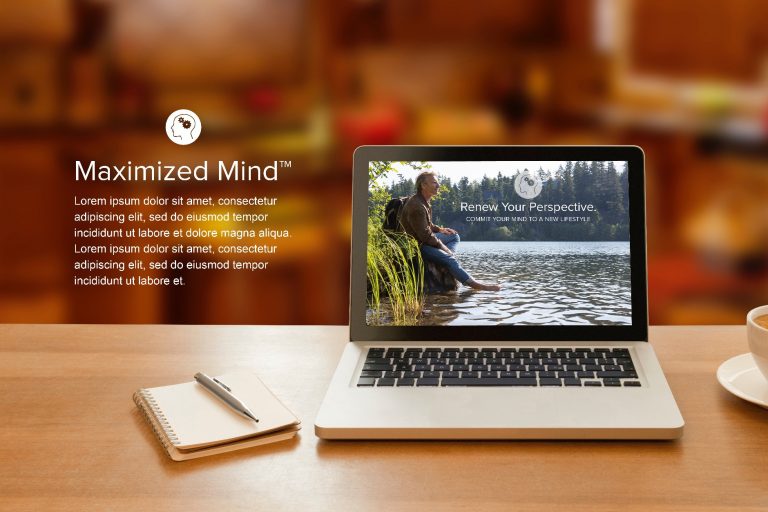 Maximized Mind™
Lorem ipsum dolor sit amet, consectetur
adipiscing elit, sed do eiusmod tempor
incididunt ut labore et dolore magna aliqua.
Lorem ipsum dolor sit amet, consectetur
adipiscing elit, sed do eiusmod tempor
incididunt ut labore et.
Renew Your Perspective.
COMMIT YOUR MIND TO A NEW LIFESTYLE